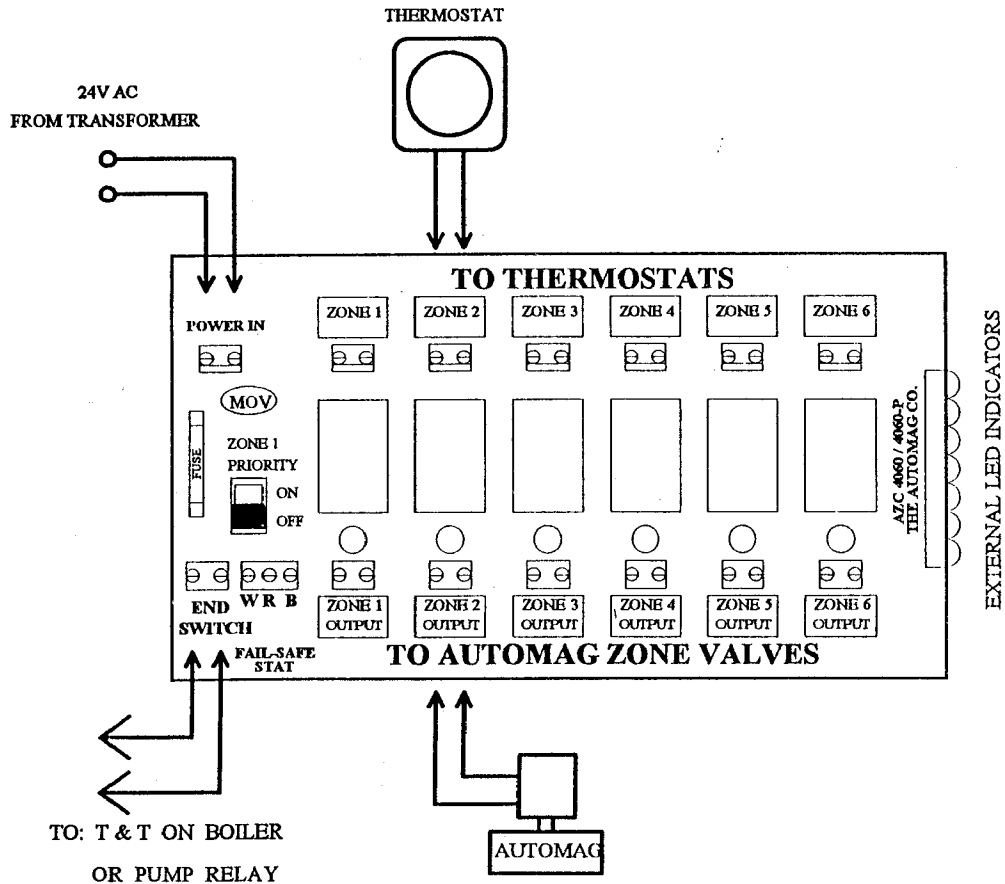 THERMOSTAT
24V AC
FROM TRANSFORMER
TO THERMOSTATS
POWER IN
ZONE 1
ZONE 2
ZONE 3
ZONE 4
ZONE 5
ZONE 6
MOV
FUSE
ZONE 1
PRIORITY
ON
OFF
AZC 4060 / 4060-P
THE AUTOMAG CO.
EXTERNAL LED INDICATORS
END
SWITCH
W R B
FAIL-SAFE
STAT
ZONE 1
OUTPUT
ZONE 2
OUTPUT
ZONE 3
OUTPUT
ZONE 4
OUTPUT
ZONE 5
OUTPUT
ZONE 6
OUTPUT
TO AUTOMAG ZONE VALVES
TO: T & T ON BOILER
OR PUMP RELAY
AUTOMAG